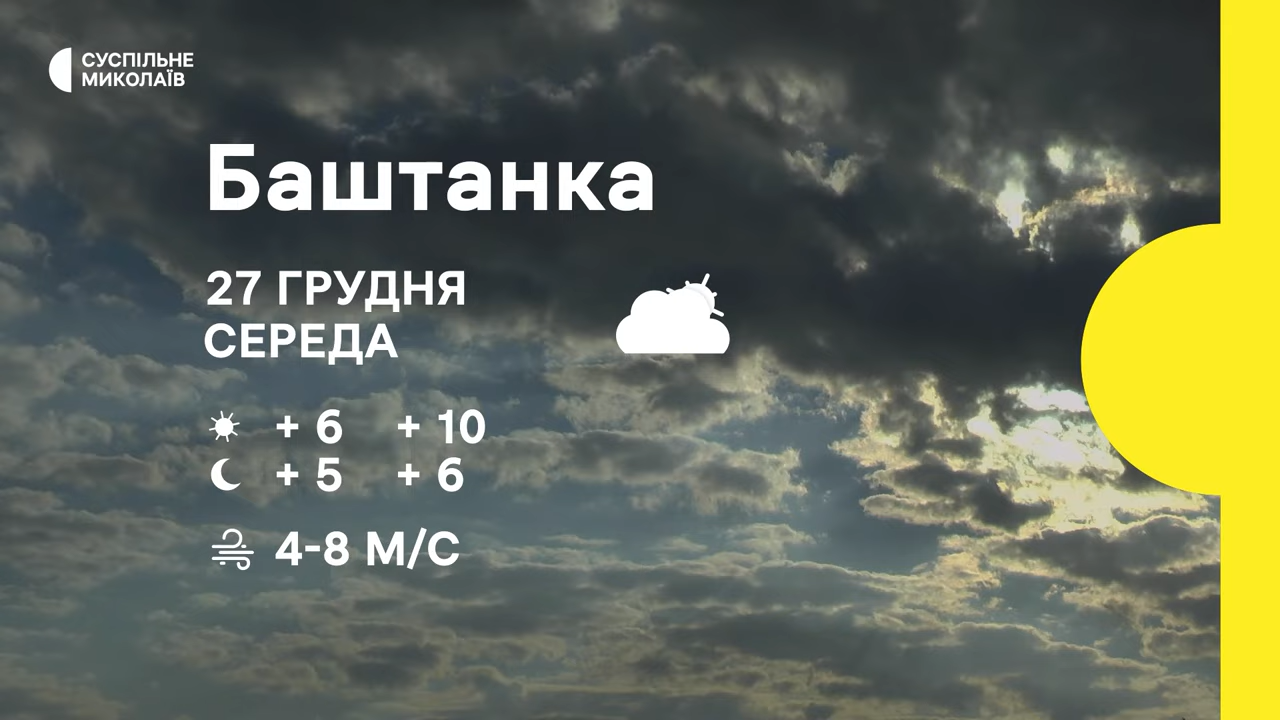 СУСПІЛЬНЕ
МИКОЛАЇВ
Баштанка
27 ГРУДНЯ
СЕРЕДА
+ 6 + 10
+ 5 + 6
4-8 М/С